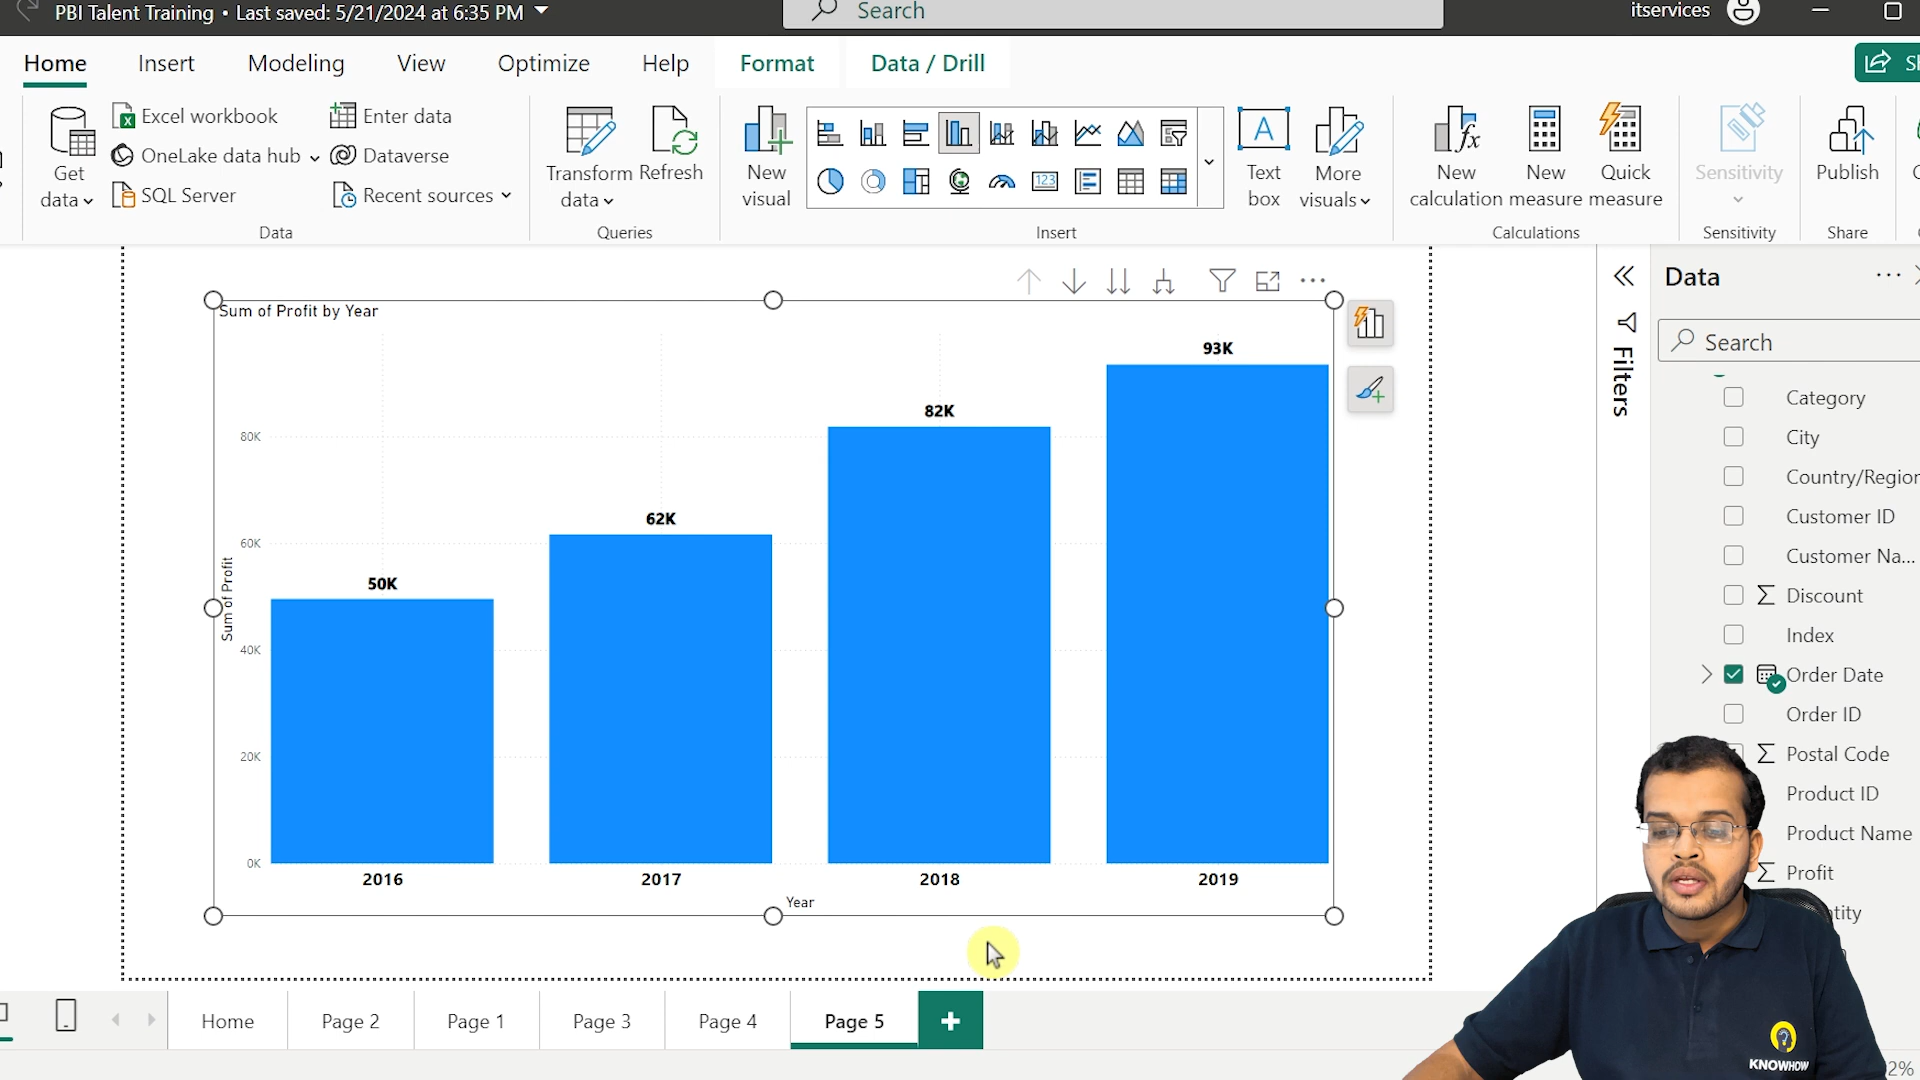 PBI Talent Training • Last saved: 5/21/2024 at 6:35 PM
Search
itservices
Home Insert Modeling View Optimize Help Format Data / Drill
Get data
Excel workbook
OneLake data hub
SQL Server
Enter data
Dataverse
Recent sources
Data
Transform data
Refresh
Queries
New visual
Text box
More visuals
Insert
New calculation
New measure
Quick measure
Calculations
Sensitivity
Sensitivity
Publish
Share
Sum of Profit by Year
Sum of Profit
80K
60K
40K
20K
0K
50K
62K
82K
93K
2016 2017 2018 2019
Year
Filters
Data
Search
Category
City
Country/Region
Customer ID
Customer Na...
Discount
Index
Order Date
Order ID
Postal Code
Product ID
Product Name
Profit
Home Page 2 Page 1 Page 3 Page 4 Page 5
KNOWHOW